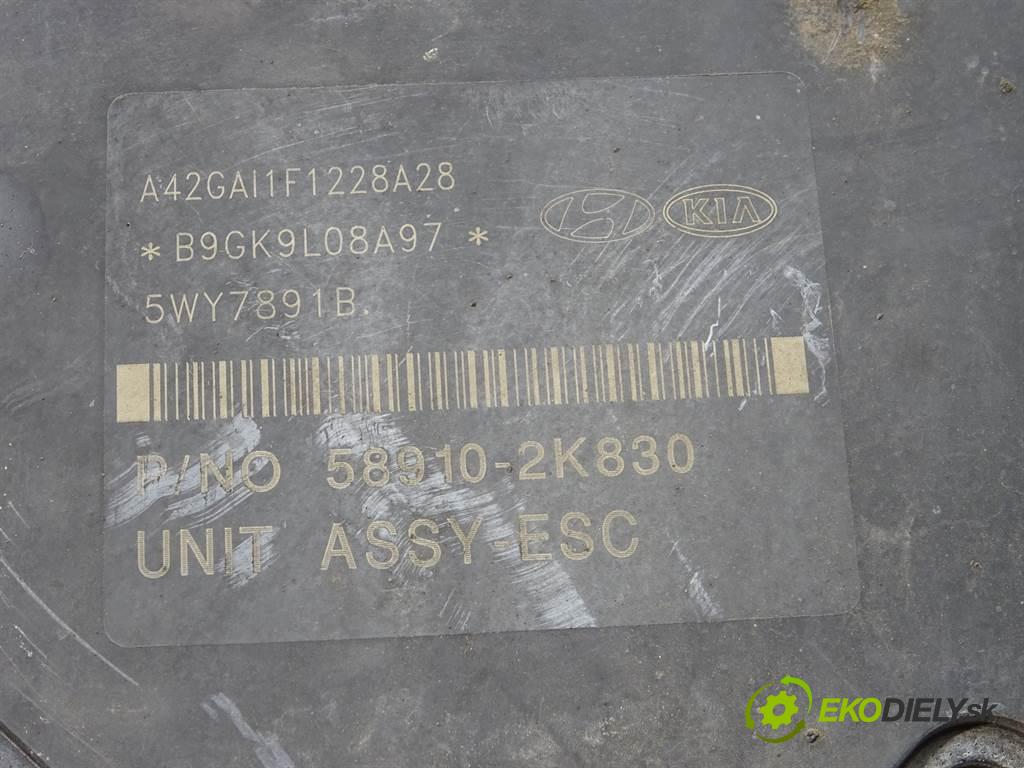 A42GAI1F1228A28
*B9GK9L08A97 *
KIA
5WY7891B.
P/NO 58910-2K830
UNIT ASSY-ESC
EKODIELY.sk